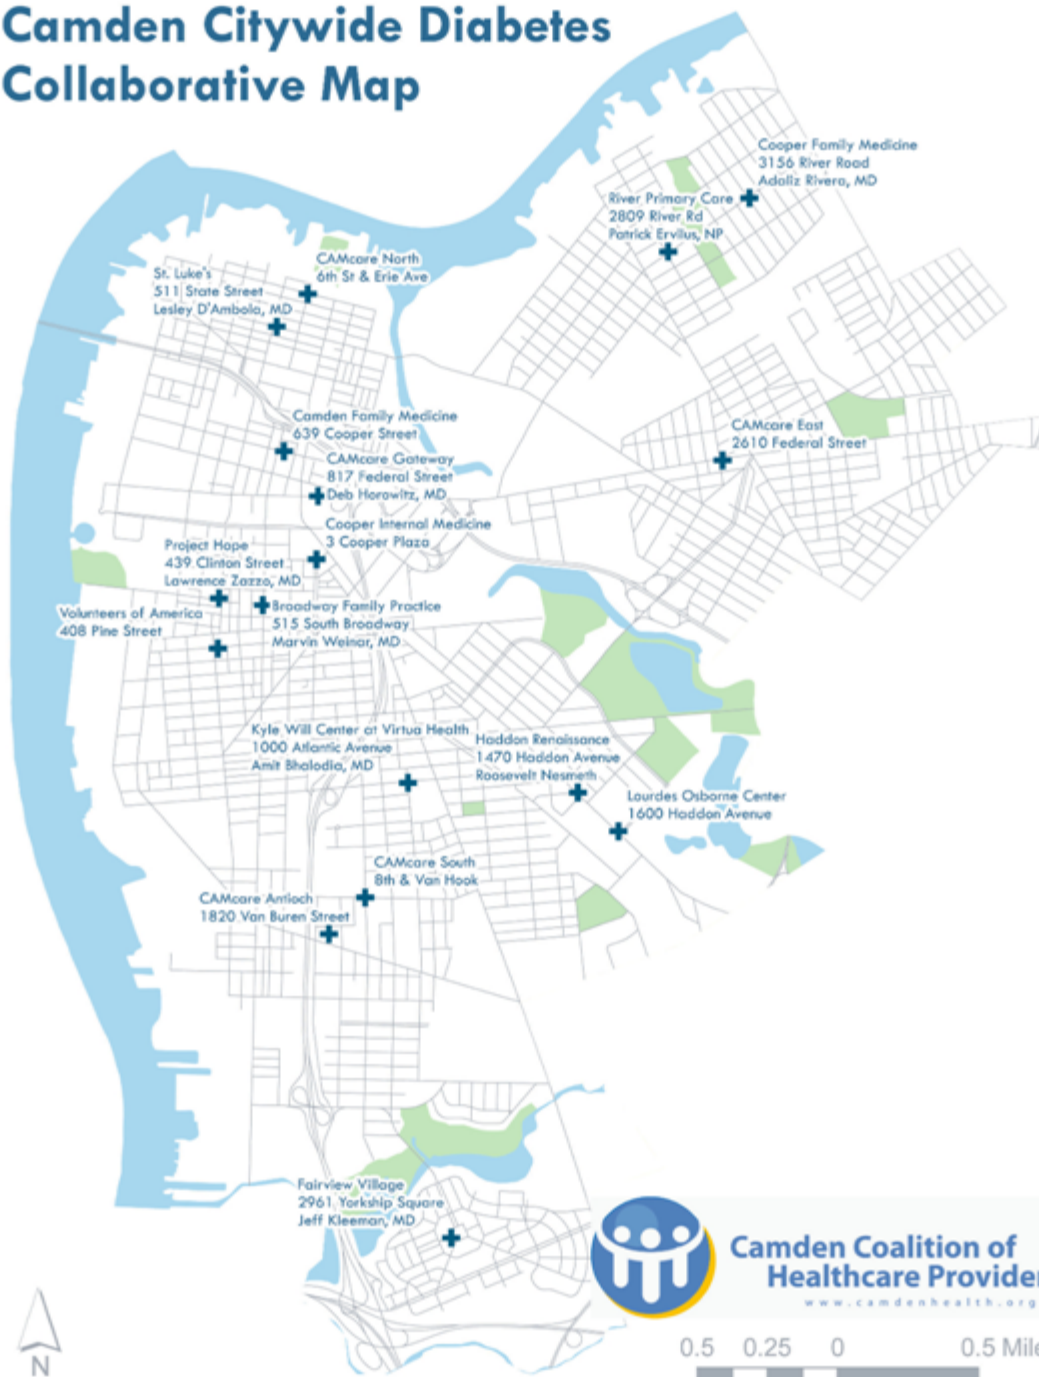 Camden Citywide Diabetes
Collaborative Map
Cooper Family Medicine
3156 River Road
Adaliz Rivera, MD
River Primary Care
2809 River Rd
Patrick Ervilus, NP
CAMcare North
6th St & Erie Ave
St. Luke's
511 State Street
Lesley D'Ambola, MD
Camden Family Medicine
639 Cooper Street
CAMcare East
2610 Federal Street
CAMcare Gateway
817 Federal Street
Deb Horowitz, MD
Cooper Internal Medicine
3 Cooper Plaza
Project Hope
439 Clinton Street
Lawrence Zazzo, MD
Volunteers of America
408 Pine Street
Broadway Family Practice
515 South Broadway
Marvin Weinar, MD
Kyle Will Center at Virtua Health
1000 Atlantic Avenue
Amit Bhalodia, MD
Haddon Renaissance
1470 Haddon Avenue
Roosevelt Nesmeth
Lourdes Osborne Center
1600 Haddon Avenue
CAMcare South
8th & Van Hook
CAMcare Antioch
1820 Van Buren Street
Fairview Village
2961 Yorkship Square
Jeff Kleeman, MD
Camden Coalition of
Healthcare Provider
www.camdenhealth.org
N
0.5 0.25 0 0.5 Mile